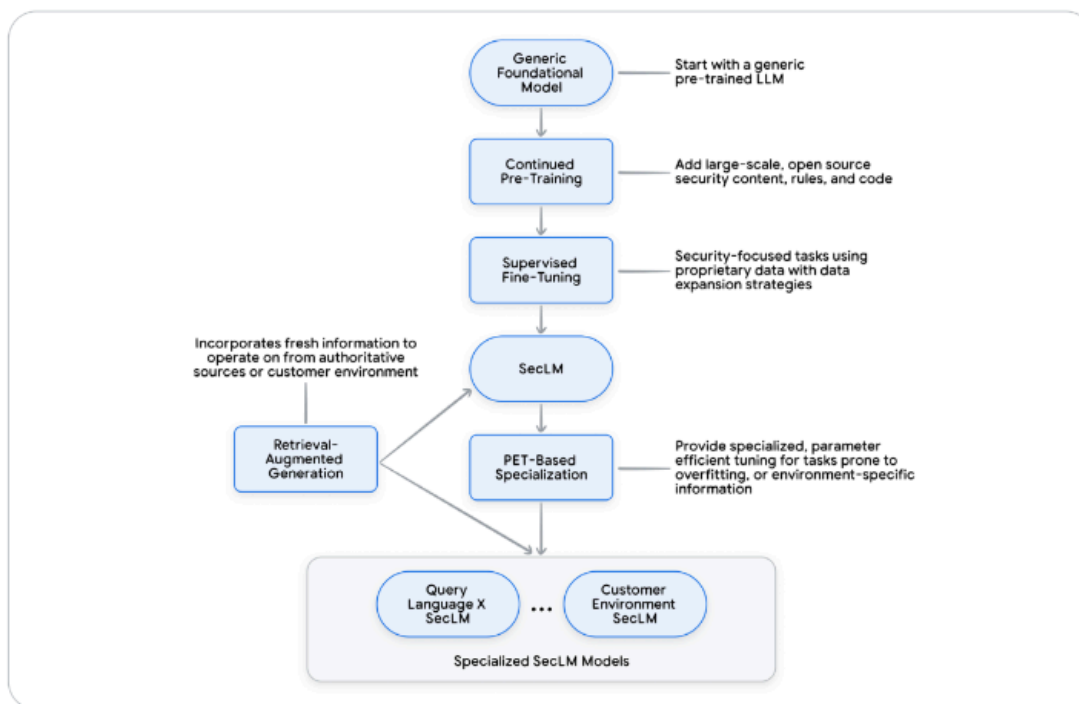 Generic
Foundational
Model
Start with a generic
pre-trained LLM
Continued
Pre-Training
Add large-scale, open source
security content, rules, and code
Supervised
Fine-Tuning
Security-focused tasks using
proprietary data with data
expansion strategies
Incorporates fresh information to
operate on from authoritative
sources or customer environment
SecLM
Retrieval-
Augmented
Generation
PET-Based
Specialization
Provide specialized, parameter
efficient tuning for tasks prone to
overfitting, or environment-specific
information
Query
Language X
SecLM
...
Customer
Environment
SecLM
Specialized SecLM Models